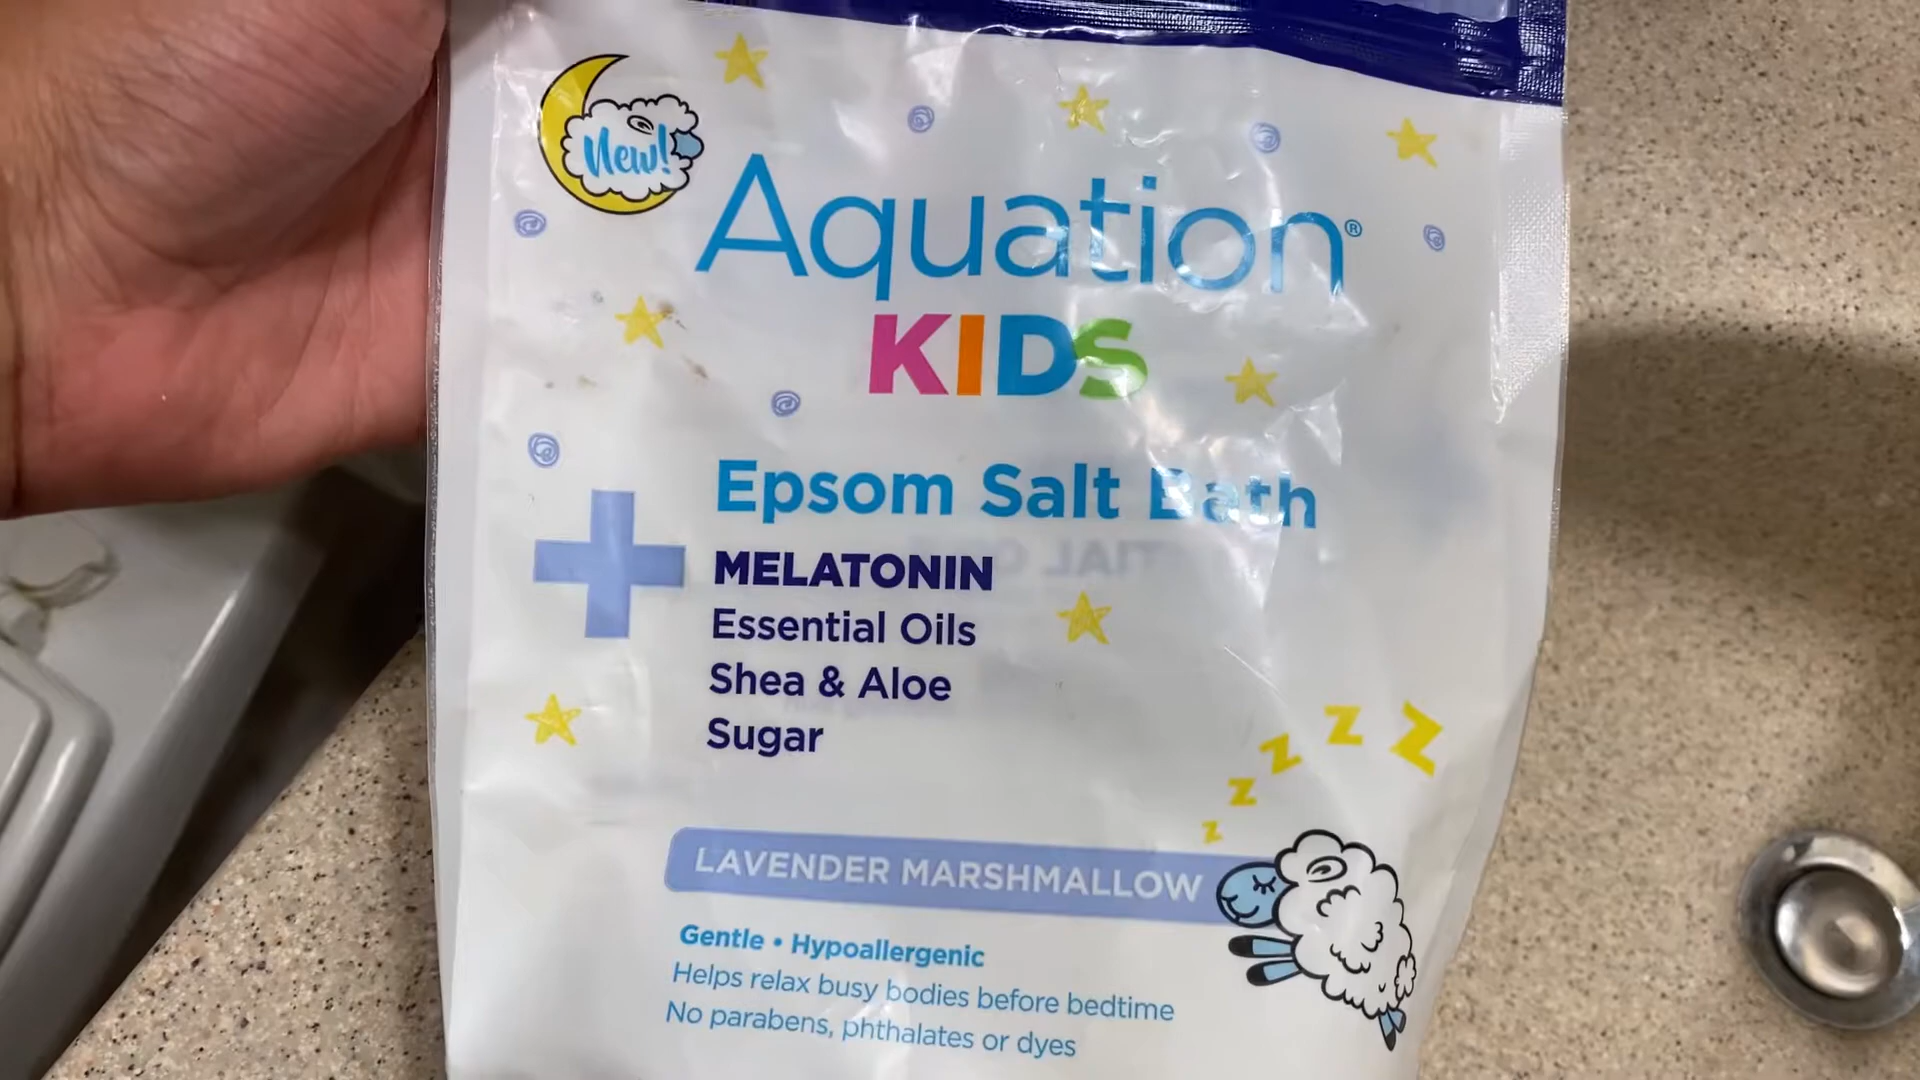 New!
Aquation®
KIDS
Epsom Salt Bath
MELATONIN
Essential Oils
Shea & Aloe
Sugar
z z z Z Z
LAVENDER MARSHMALLOW
Gentle • Hypoallergenic
Helps relax busy bodies before bedtime
No parabens, phthalates or dyes